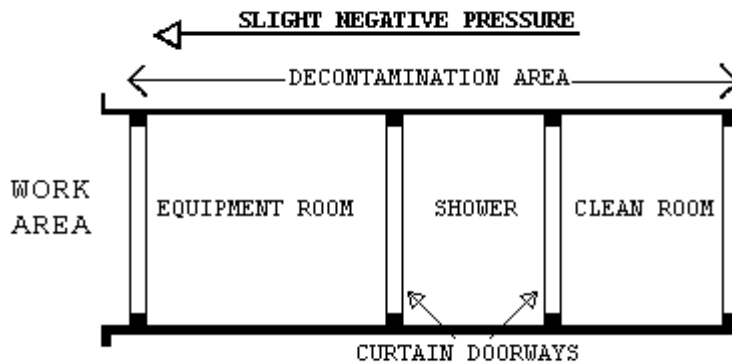 SLIGHT NEGATIVE PRESSURE
DECONTAMINATION AREA
WORK
AREA
EQUIPMENT ROOM
SHOWER
CLEAN ROOM
CURTAIN DOORWAYS